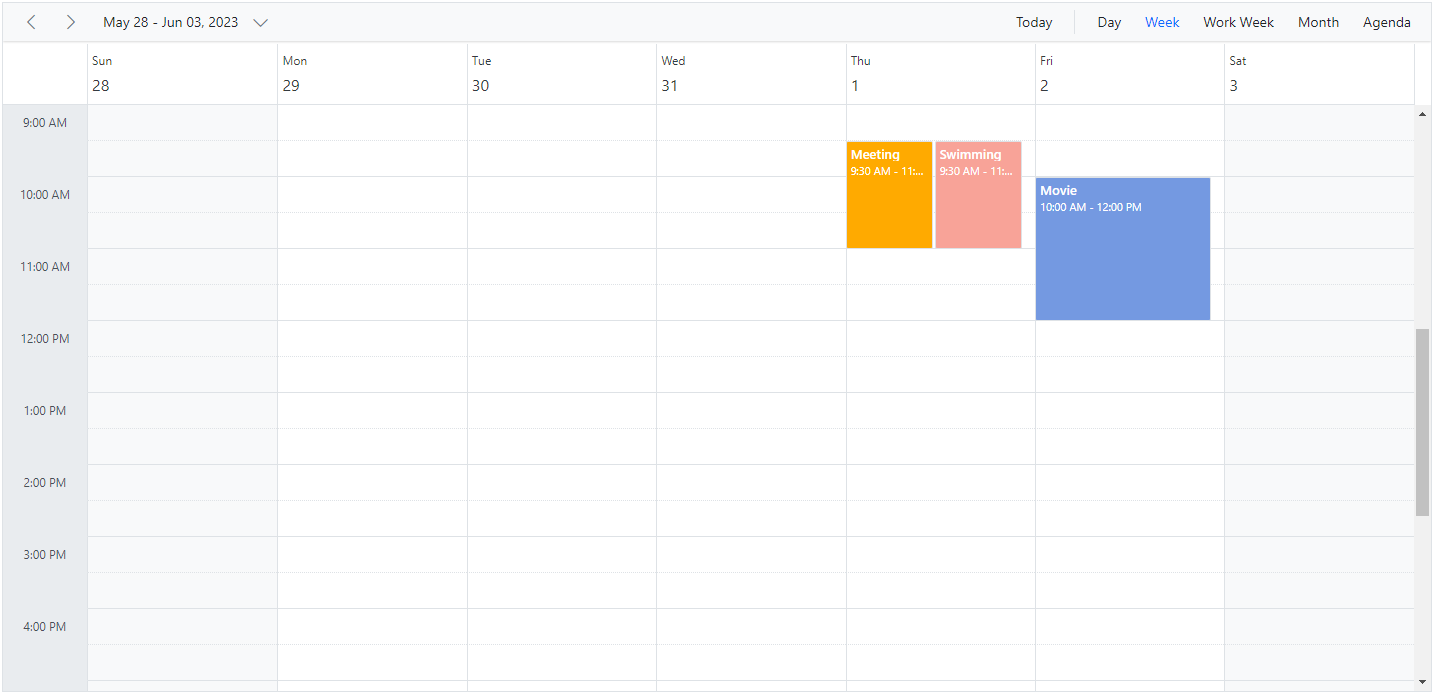 May 28 - Jun 03, 2023 Today Day Week Work Week Month Agenda
Sun Mon Tue Wed Thu Fri Sat
28 29 30 31 1 2 3
9:00 AM
Meeting Swimming
9:30 AM - 11:... 9:30 AM - 11:...
10:00 AM Movie
10:00 AM - 12:00 PM
11:00 AM
12:00 PM
1:00 PM
2:00 PM
3:00 PM
4:00 PM